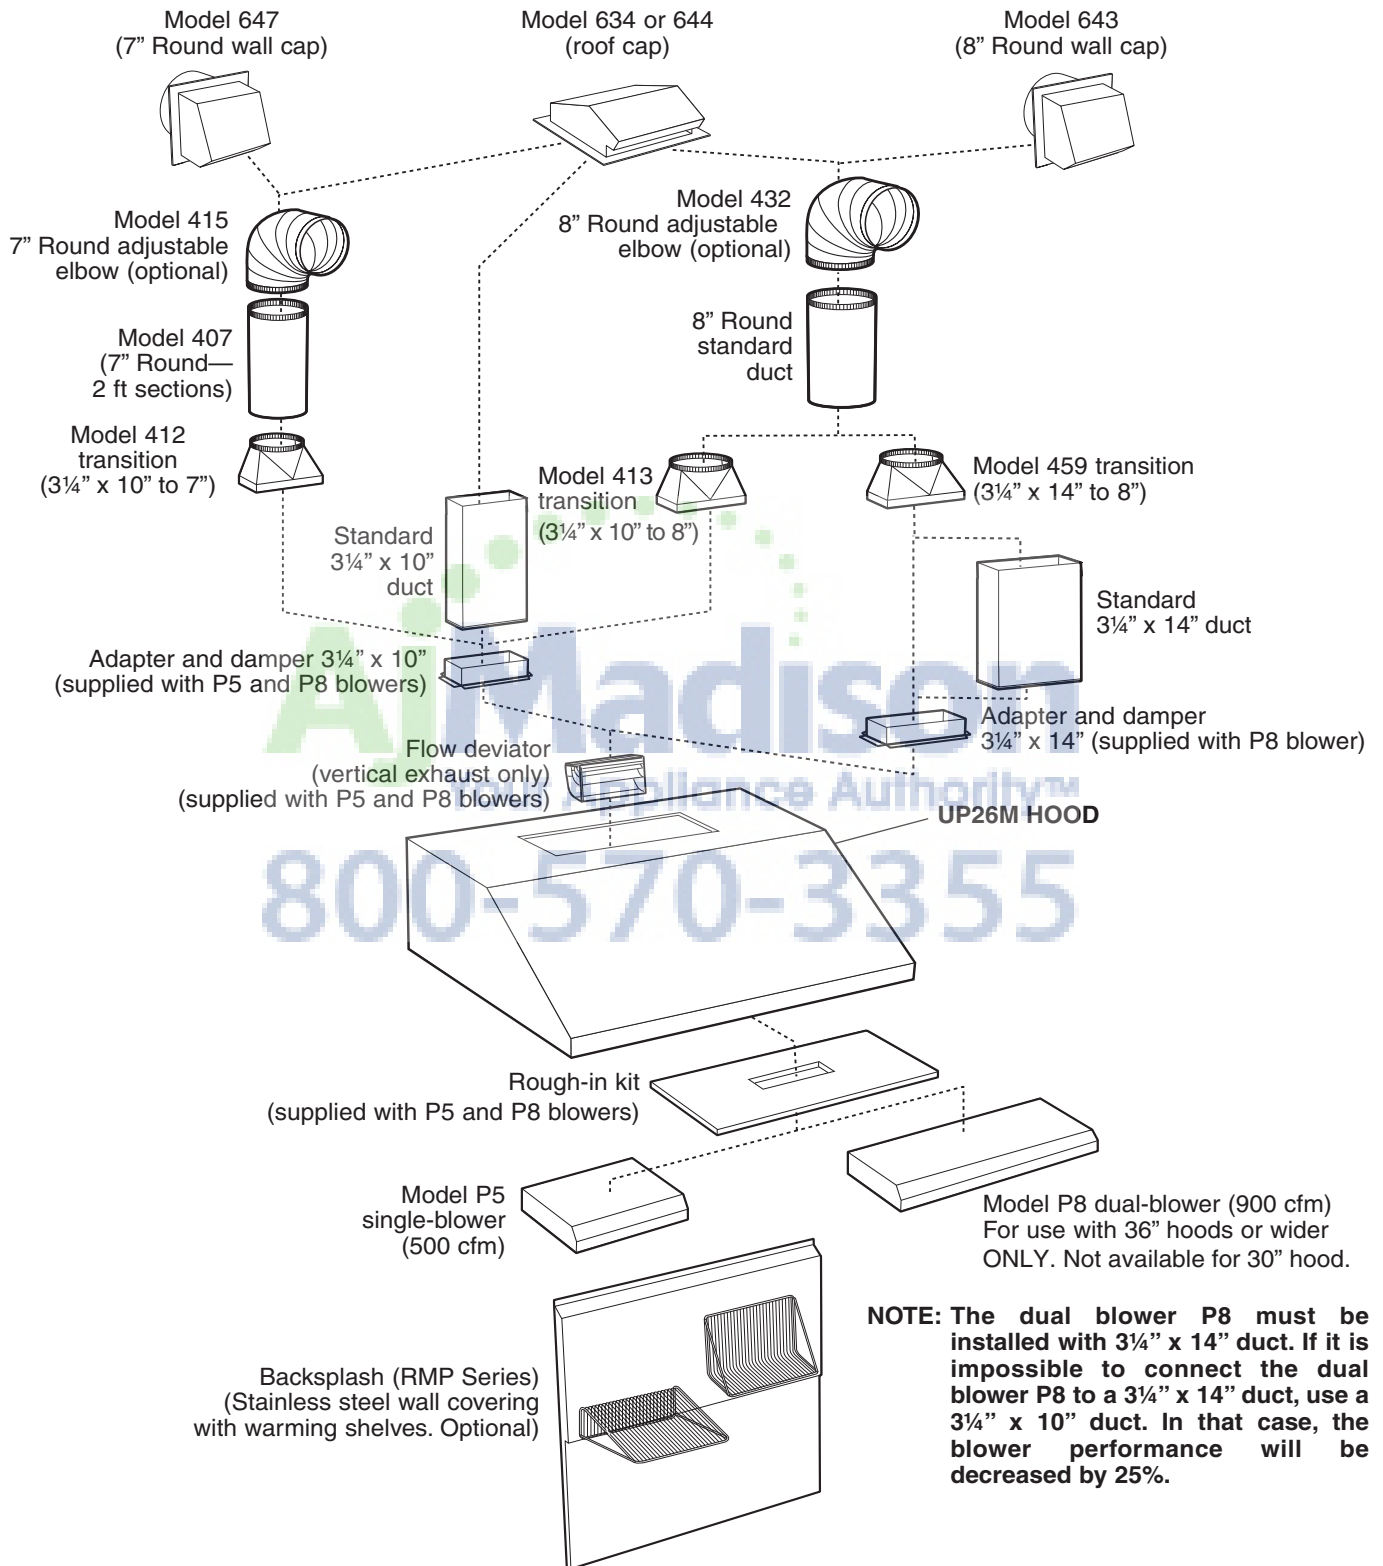 Model 647
(7” Round wall cap)
Model 634 or 644
(roof cap)
Model 643
(8” Round wall cap)
Model 415
7” Round adjustable
elbow (optional)
Model 432
8” Round adjustable
elbow (optional)
Model 407
(7” Round—
2 ft sections)
8” Round
standard
duct
Model 412
transition
(3¼” x 10” to 7”)
Model 413
transition
(3¼” x 10” to 8”)
Model 459 transition
(3¼” x 14” to 8”)
Standard
3¼” x 10”
duct
Standard
3¼” x 14” duct
Adapter and damper 3¼” x 10”
(supplied with P5 and P8 blowers)
Adapter and damper
3¼” x 14” (supplied with P8 blower)
AjMadison
Your Appliance Authority™
800-570-3355
Flow deviator
(vertical exhaust only)
(supplied with P5 and P8 blowers)
UP26M HOOD
Rough-in kit
(supplied with P5 and P8 blowers)
Model P5
single-blower
(500 cfm)
Model P8 dual-blower (900 cfm)
For use with 36” hoods or wider
ONLY. Not available for 30” hood.
Backsplash (RMP Series)
(Stainless steel wall covering
with warming shelves. Optional)
NOTE: The dual blower P8 must be
installed with 3¼” x 14” duct. If it is
impossible to connect the dual
blower P8 to a 3¼” x 14” duct, use a
3¼” x 10” duct. In that case, the
blower performance will be
decreased by 25%.